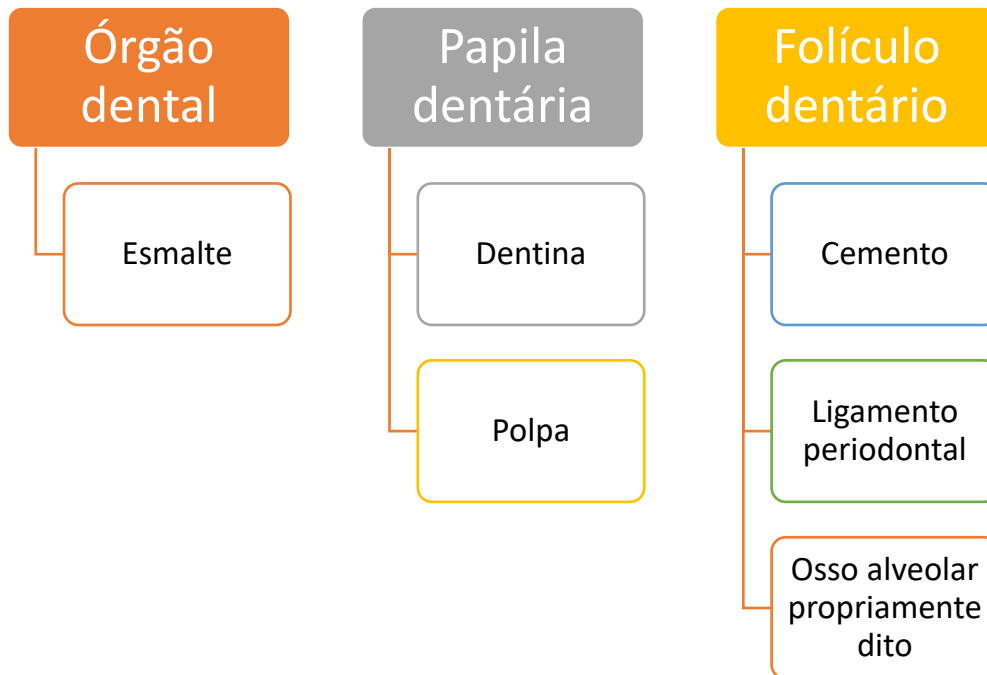 Órgão
dental
Esmalte
Papila
dentária
Dentina
Polpa
Folículo
dentário
Cemento
Ligamento
periodontal
Osso alveolar
propriamente
dito